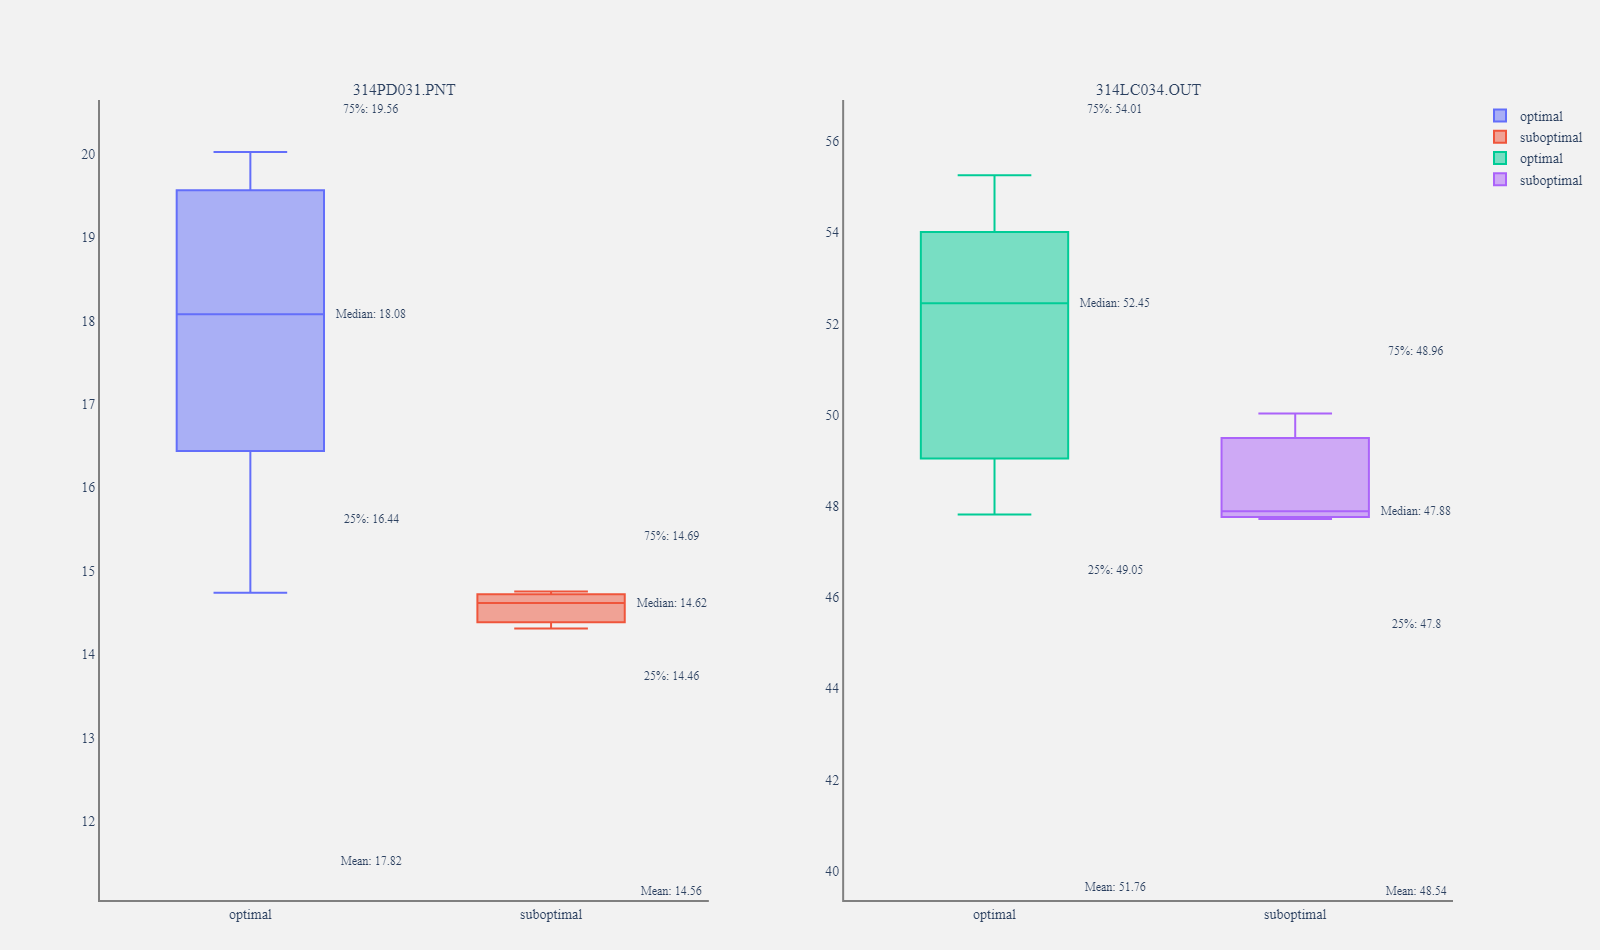 314PD031.PNT
75%: 19.56
20
19
18
17
16
15
14
13
12
Median: 18.08
25%: 16.44
75%: 14.69
Median: 14.62
25%: 14.46
Mean: 17.82
Mean: 14.56
optimal
suboptimal
314LC034.OUT
75%: 54.01
56
54
52
50
48
46
44
42
40
Median: 52.45
75%: 48.96
Median: 47.88
25%: 49.05
25%: 47.8
Mean: 51.76
Mean: 48.54
optimal
suboptimal
optimal
suboptimal
optimal
suboptimal